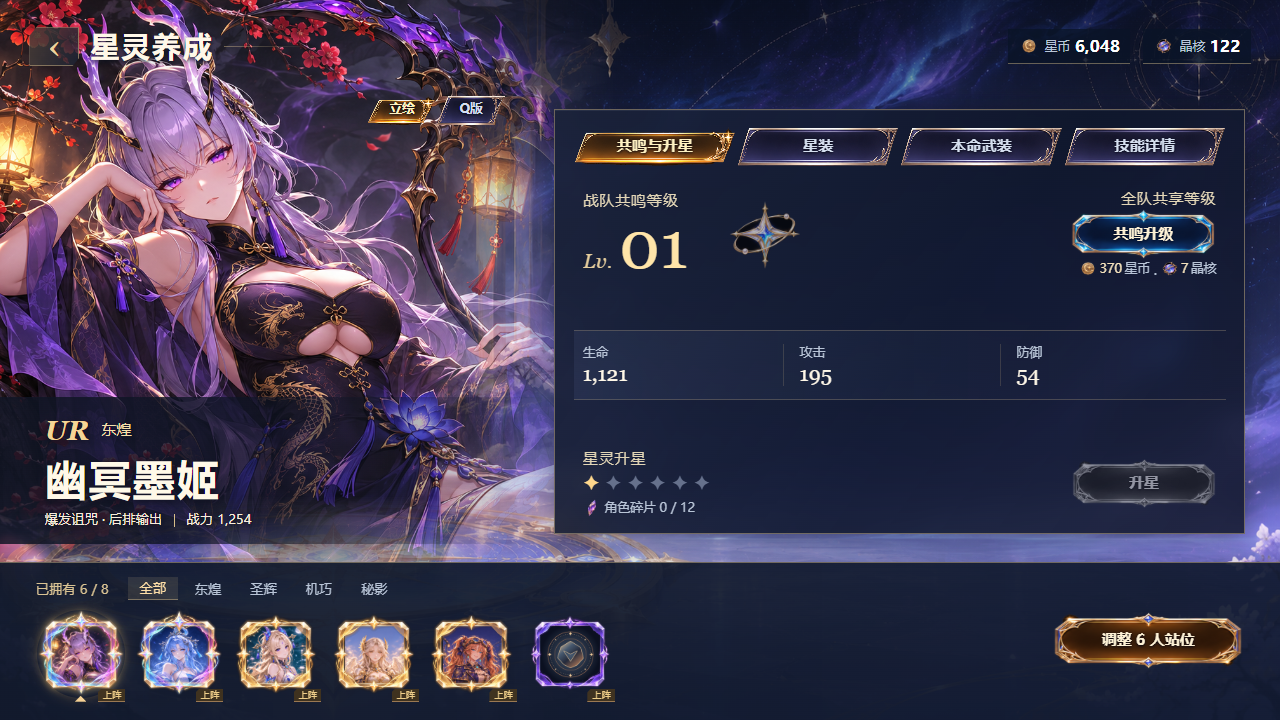 星灵养成
星币 6,048
晶核 122
立绘
Q版
共鸣与升星
星装
本命武装
技能详情
战队共鸣等级
Lv. 01
全队共享等级
共鸣升级
370 星币 . 7 晶核
生命
1,121
攻击
195
防御
54
UR 东煌
幽冥墨姬
爆发诅咒 · 后排输出 | 战力 1,254
星灵升星
角色碎片 0 / 12
升星
已拥有 6 / 8
全部
东煌
圣辉
机巧
秘影
上阵
上阵
上阵
上阵
上阵
上阵
调整 6 人站位